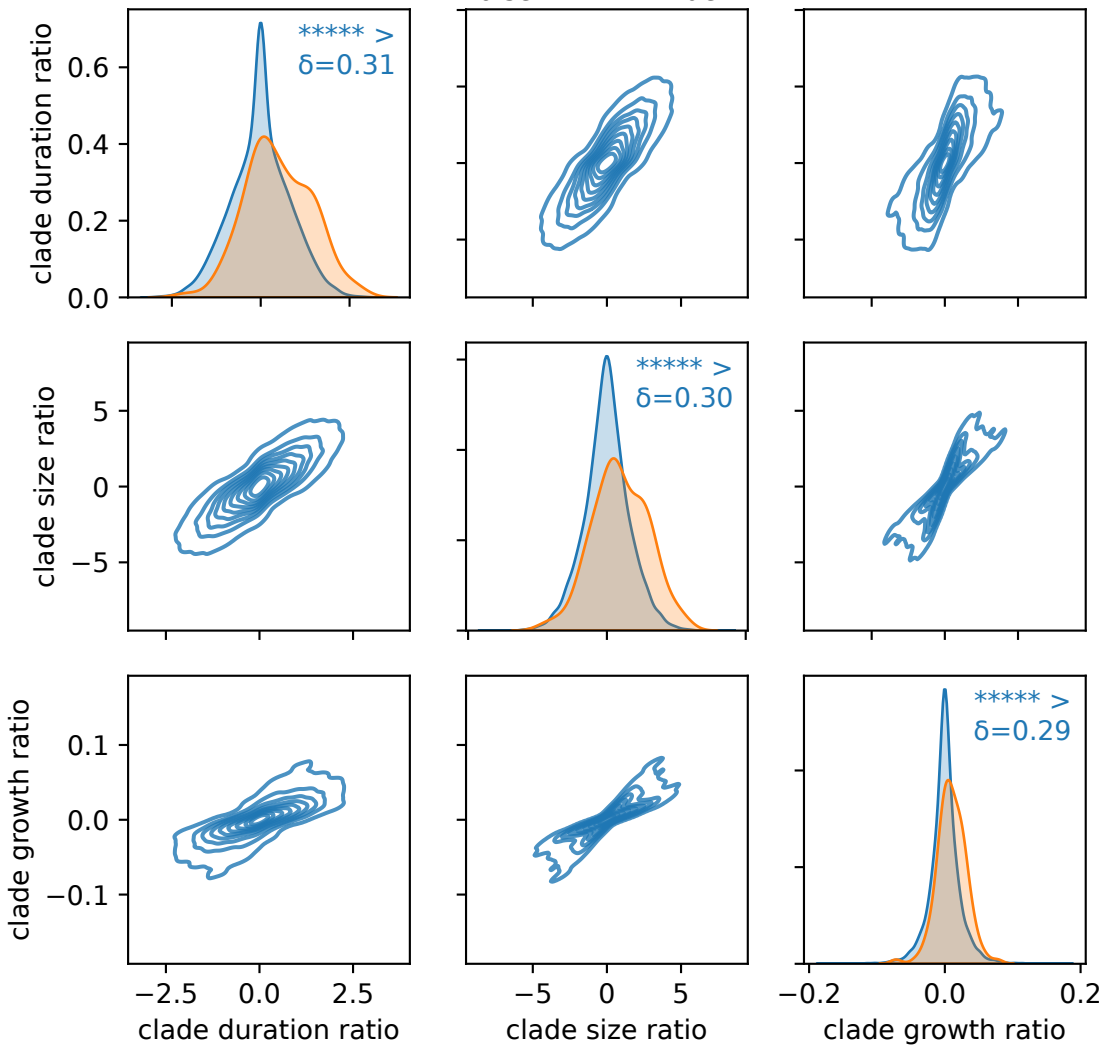 ***** >
δ=0.31
clade duration ratio
0.6
0.4
0.2
0.0
***** >
δ=0.30
clade size ratio
5
0
−5
***** >
δ=0.29
clade growth ratio
0.1
0.0
−0.1
−2.5 0.0 2.5 −5 0 5 −0.2 0.0 0.2
clade duration ratio clade size ratio clade growth ratio